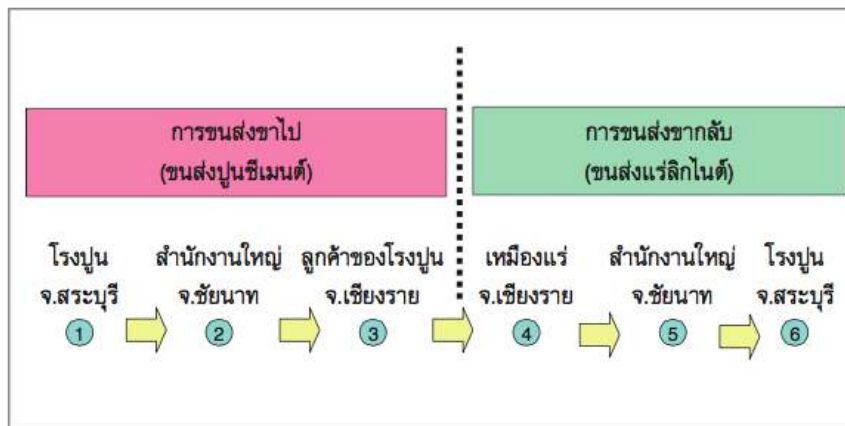 การขนส่งขาไป
(ขนส่งปูนซีเมนต์)
การขนส่งขากลับ
(ขนส่งแร่ลิกไนต์)
โรงปูน
จ.สระบุรี
1
สำนักงานใหญ่
จ.ชัยนาท
2
ลูกค้าของโรงปูน
จ.เชียงราย
3
เหมืองแร่
จ.เชียงราย
4
สำนักงานใหญ่
จ.ชัยนาท
5
โรงปูน
จ.สระบุรี
6